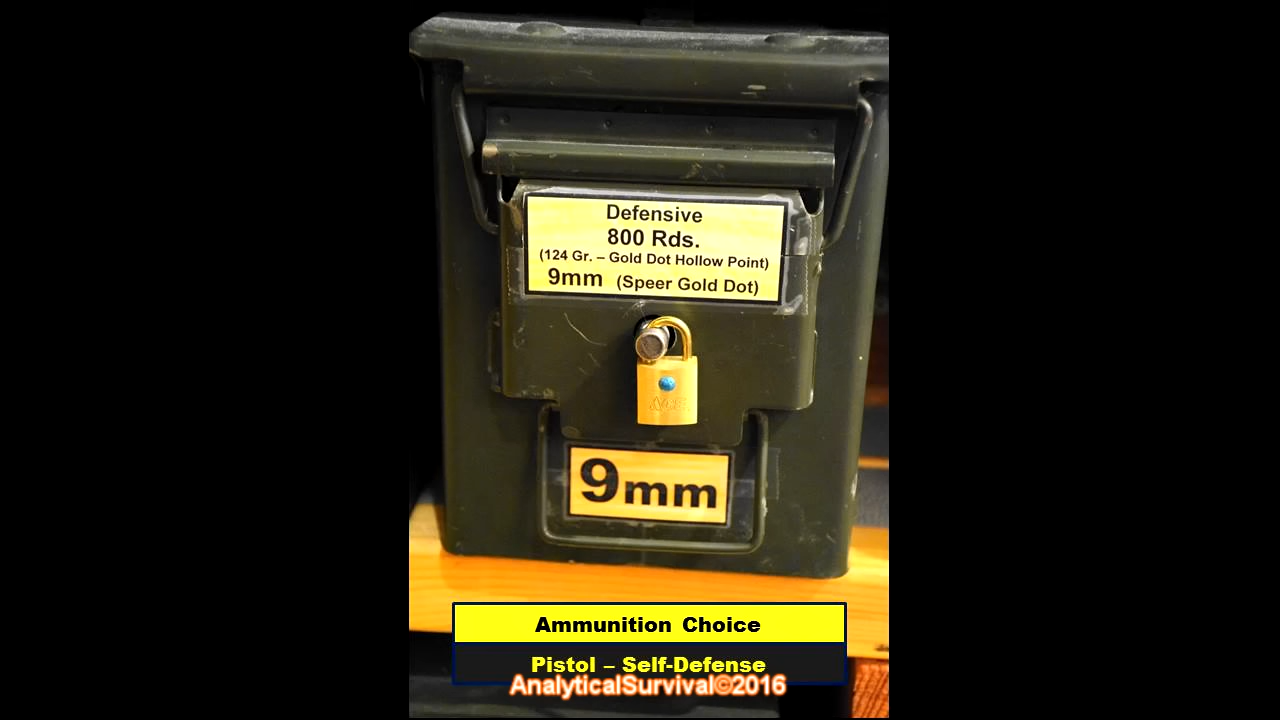 Defensive
800 Rds.
(124 Gr. – Gold Dot Hollow Point)
9mm (Speer Gold Dot)
ACE
9mm
Ammunition Choice
Pistol – Self-Defense
AnalyticalSurvival©2016